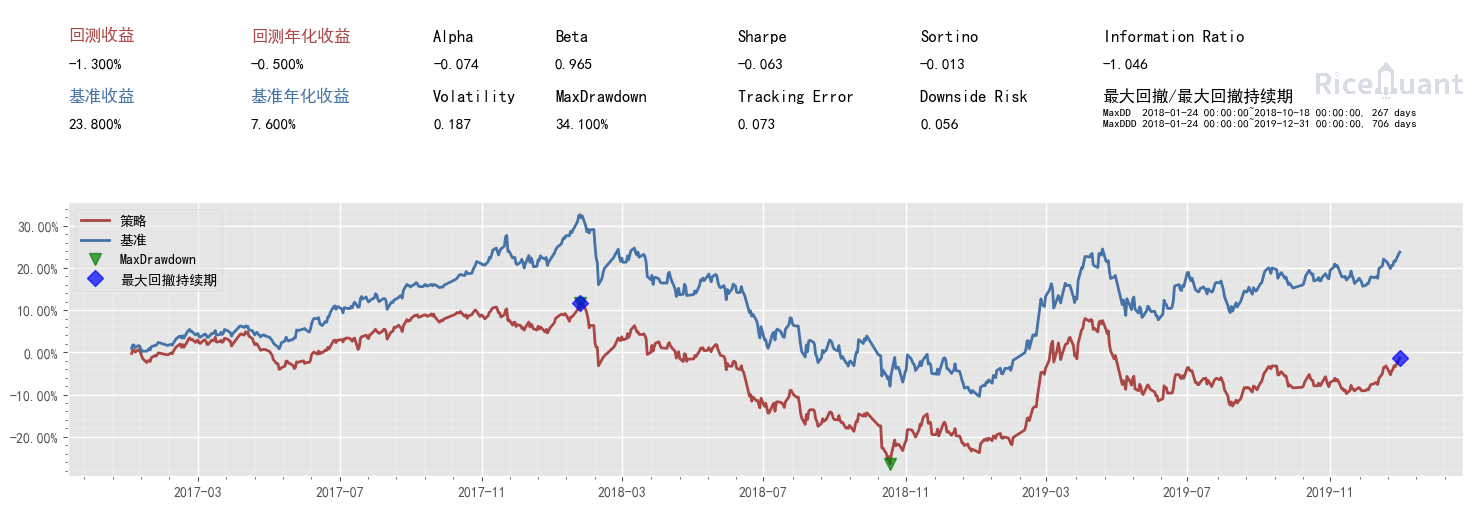 回测收益 回测年化收益 Alpha Beta Sharpe Sortino Information Ratio
-1.300% -0.500% -0.074 0.965 -0.063 -0.013 -1.046
RiceQuant
基准收益 基准年化收益 Volatility MaxDrawdown Tracking Error Downside Risk 最大回撤/最大回撤持续期
23.800% 7.600% 0.187 34.100% 0.073 0.056
MaxDD 2018-01-24 00:00:00~2018-10-18 00:00:00, 267 days
MaxDDD 2018-01-24 00:00:00~2019-12-31 00:00:00, 706 days
策略
基准
MaxDrawdown
最大回撤持续期
30.00%
20.00%
10.00%
0.00%
-10.00%
-20.00%
2017-03 2017-07 2017-11 2018-03 2018-07 2018-11 2019-03 2019-07 2019-11